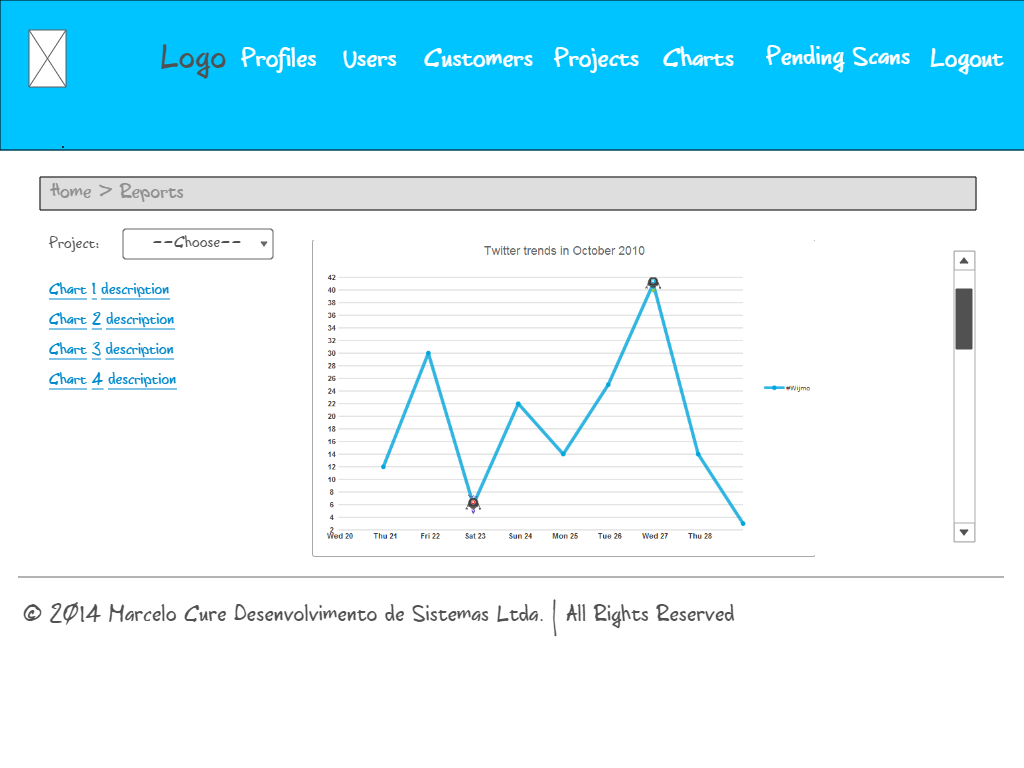 Logo Profiles Users Customers Projects Charts Pending Scans Logout
Home > Reports
Project: --Choose--
Chart 1 description
Chart 2 description
Chart 3 description
Chart 4 description
Twitter trends in October 2010
42
40
38
36
34
32
30
28
26
24
22
20
18
16
14
12
10
8
6
4
2
#Wijmo
Wed 20 Thu 21 Fri 22 Sat 23 Sun 24 Mon 25 Tue 26 Wed 27 Thu 28
© 2014 Marcelo Cure Desenvolvimento de Sistemas Ltda. | All Rights Reserved